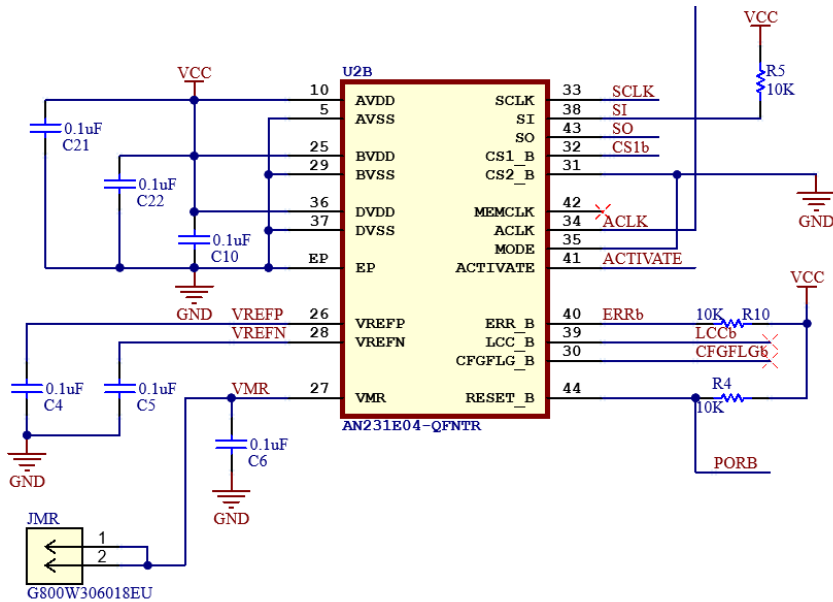 VCC
VCC
R5
10K
U2B
0.1uF
C21
0.1uF
C22
0.1uF
C10
GND
10 AVDD
5 AVSS
25 BVDD
29 BVSS
36 DVDD
37 DVSS
EP EP
VREFP 26 VREFP
VREFN 28 VREFN
VMR 27 VMR
SCLK 33 SCLK
SI 38 SI
SO 43 SO
CS1_B 32 CS1b
CS2_B 31
GND
MEMCLK 42
ACLK 34 ACLK
MODE 35
ACTIVATE 41 ACTIVATE
VCC
ERR_B 40 ERRb 10K R10
LCC_B 39 LCCb
CFGFLG_B 30 CFGFLGb
RESET_B 44
R4
10K
PORB
AN231E04-QFNTR
0.1uF
C4
0.1uF
C5
GND
0.1uF
C6
GND
JMR
1
2
G800W306018EU